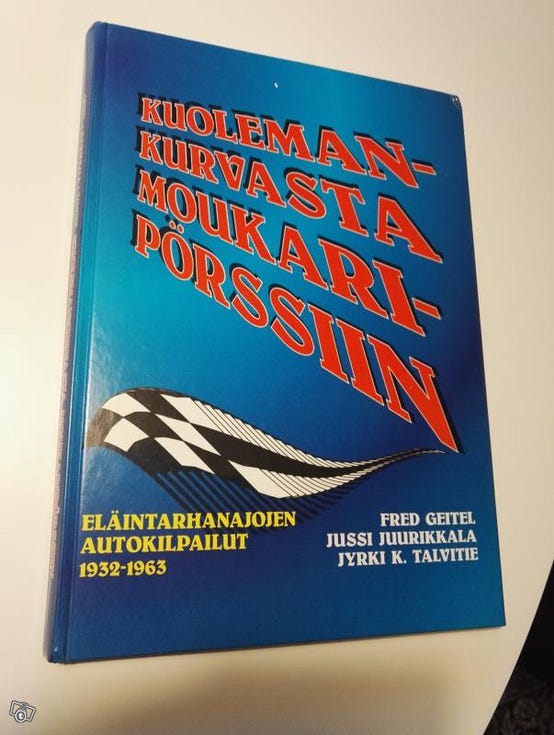 KUOLEMAN-
KURVASTA
MOUKARI-
PÖRSSIIN
ELÄINTARHANAJOJEN
AUTOKILPAILUT
1932-1963
FRED GEITEL
JUSSI JUURIKKALA
JYRKI K. TALVITIE